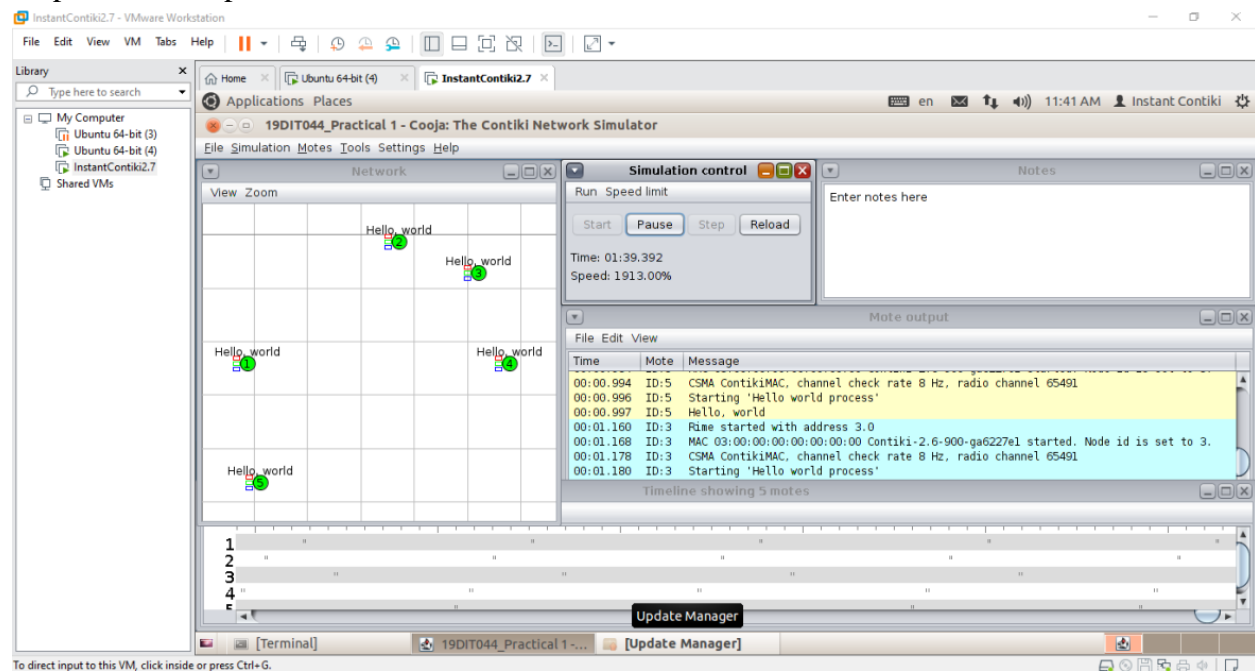 InstantContiki2.7 - VMware Workstation
File Edit View VM Tabs Help
Library
Type here to search
My Computer
Ubuntu 64-bit (3)
Ubuntu 64-bit (4)
InstantContiki2.7
Shared VMs
Home Ubuntu 64-bit (4) InstantContiki2.7
Applications Places en 11:41 AM Instant Contiki
19DIT044_Practical 1 - Cooja: The Contiki Network Simulator
File Simulation Motes Tools Settings Help
Network
View Zoom
Hello, world
2
Hello, world
3
Hello, world
1
Hello, world
4
Hello, world
5
Simulation control
Run Speed limit
Start Pause Step Reload
Time: 01:39.392
Speed: 1913.00%
Notes
Enter notes here
Mote output
File Edit View
Time Mote Message
00:00.994 ID:5 CSMA ContikiMAC, channel check rate 8 Hz, radio channel 65491
00:00.996 ID:5 Starting 'Hello world process'
00:00.997 ID:5 Hello, world
00:01.160 ID:3 Rime started with address 3.0
00:01.168 ID:3 MAC 03:00:00:00:00:00:00:00 Contiki-2.6-900-ga6227e1 started. Node id is set to 3.
00:01.178 ID:3 CSMA ContikiMAC, channel check rate 8 Hz, radio channel 65491
00:01.180 ID:3 Starting 'Hello world process'
Timeline showing 5 motes
1
2
3
4
5
Update Manager
[Terminal] 19DIT044_Practical 1 -... [Update Manager]
To direct input to this VM, click inside or press Ctrl+G.